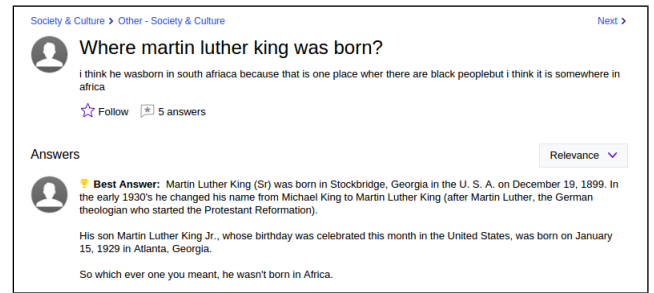 Society & Culture > Other - Society & Culture
Next >
Where martin luther king was born?
i think he wasborn in south afriaca because that is one place wher there are black peoplebut i think it is somewhere in
africa
Follow 5 answers
Answers
Relevance
Best Answer: Martin Luther King (Sr) was born in Stockbridge, Georgia in the U. S. A. on December 19, 1899. In
the early 1930's he changed his name from Michael King to Martin Luther King (after Martin Luther, the German
theologian who started the Protestant Reformation).
His son Martin Luther King Jr., whose birthday was celebrated this month in the United States, was born on January
15, 1929 in Atlanta, Georgia.
So which ever one you meant, he wasn't born in Africa.